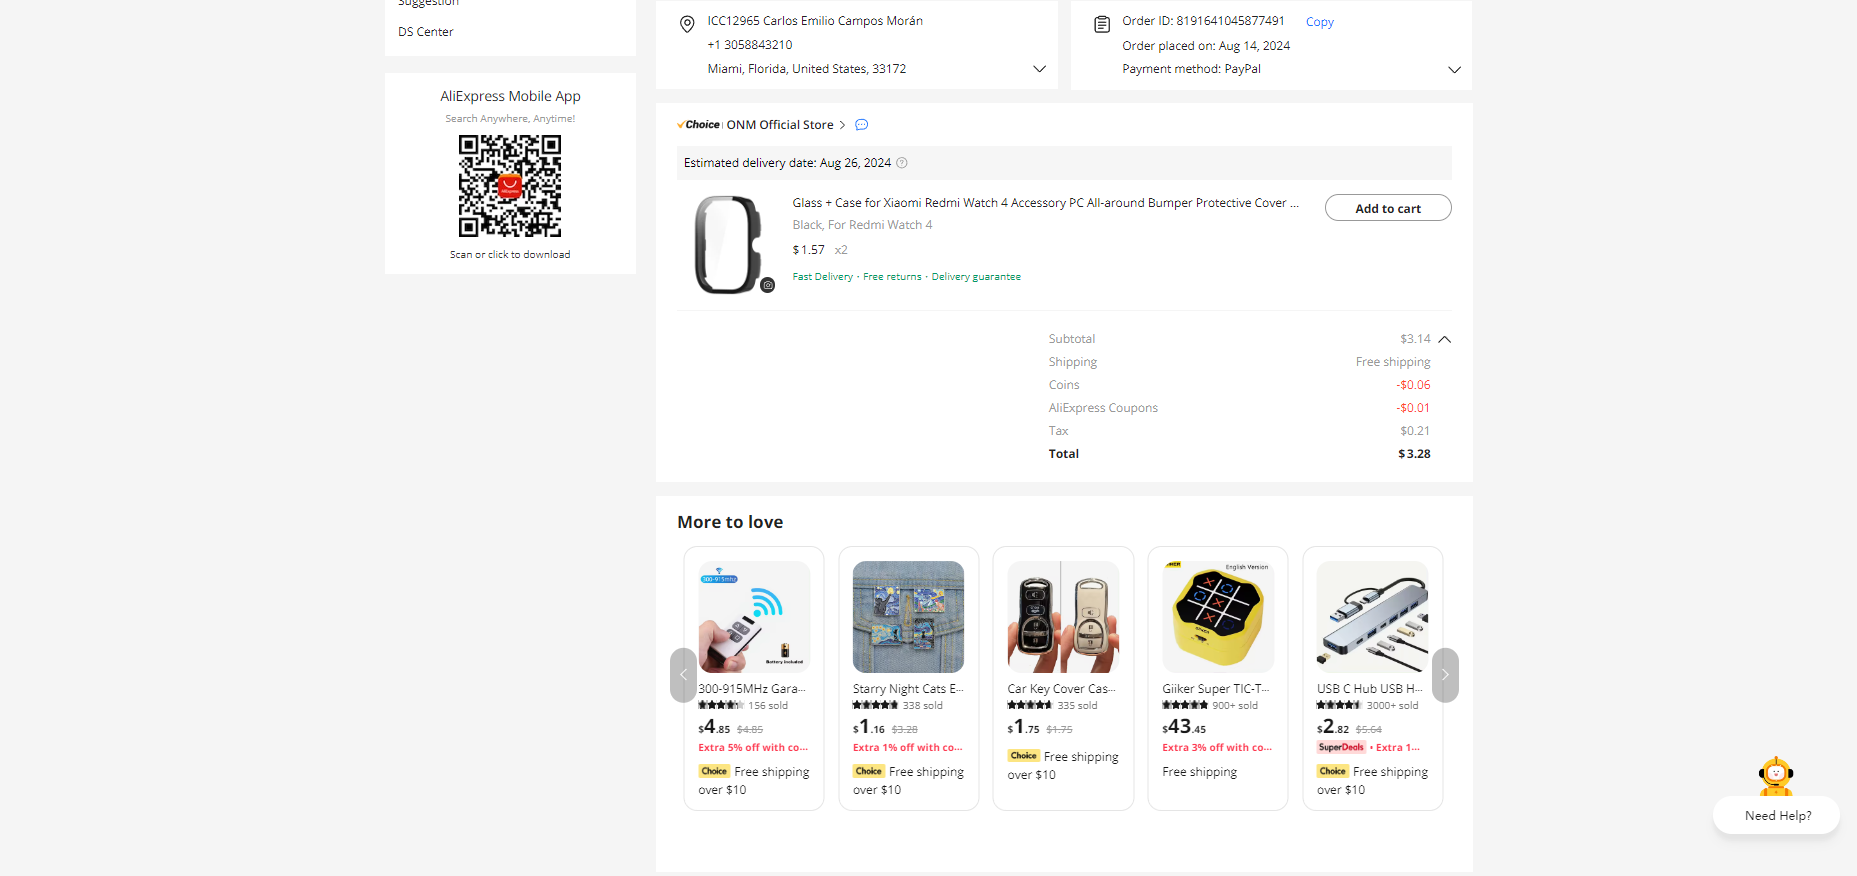 Suggestion
DS Center
AliExpress Mobile App
Search Anywhere, Anytime!
AliExpress
Scan or click to download
ICC12965 Carlos Emilio Campos Morán
+1 3058843210
Miami, Florida, United States, 33172
Order ID: 8191641045877491 Copy
Order placed on: Aug 14, 2024
Payment method: PayPal
Choice ONM Official Store
Estimated delivery date: Aug 26, 2024
Glass + Case for Xiaomi Redmi Watch 4 Accessory PC All-around Bumper Protective Cover ...
Add to cart
Black, For Redmi Watch 4
$1.57 x2
Fast Delivery · Free returns · Delivery guarantee
Subtotal $3.14
Shipping Free shipping
Coins -$0.06
AliExpress Coupons -$0.01
Tax $0.21
Total $3.28
More to love
300-915mhz
Battery included
300-915MHz Gara...
156 sold
$4.85 $4.85
Extra 5% off with co...
Choice Free shipping
over $10
Starry Night Cats E...
338 sold
$1.16 $3.28
Extra 1% off with co...
Choice Free shipping
over $10
Car Key Cover Cas...
335 sold
$1.75 $1.75
Choice Free shipping
over $10
English Version
Giiker Super TIC-T...
900+ sold
$43.45
Extra 3% off with co...
Free shipping
USB C Hub USB H...
3000+ sold
$2.82 $5.64
SuperDeals • Extra 1...
Choice Free shipping
over $10
Need Help?